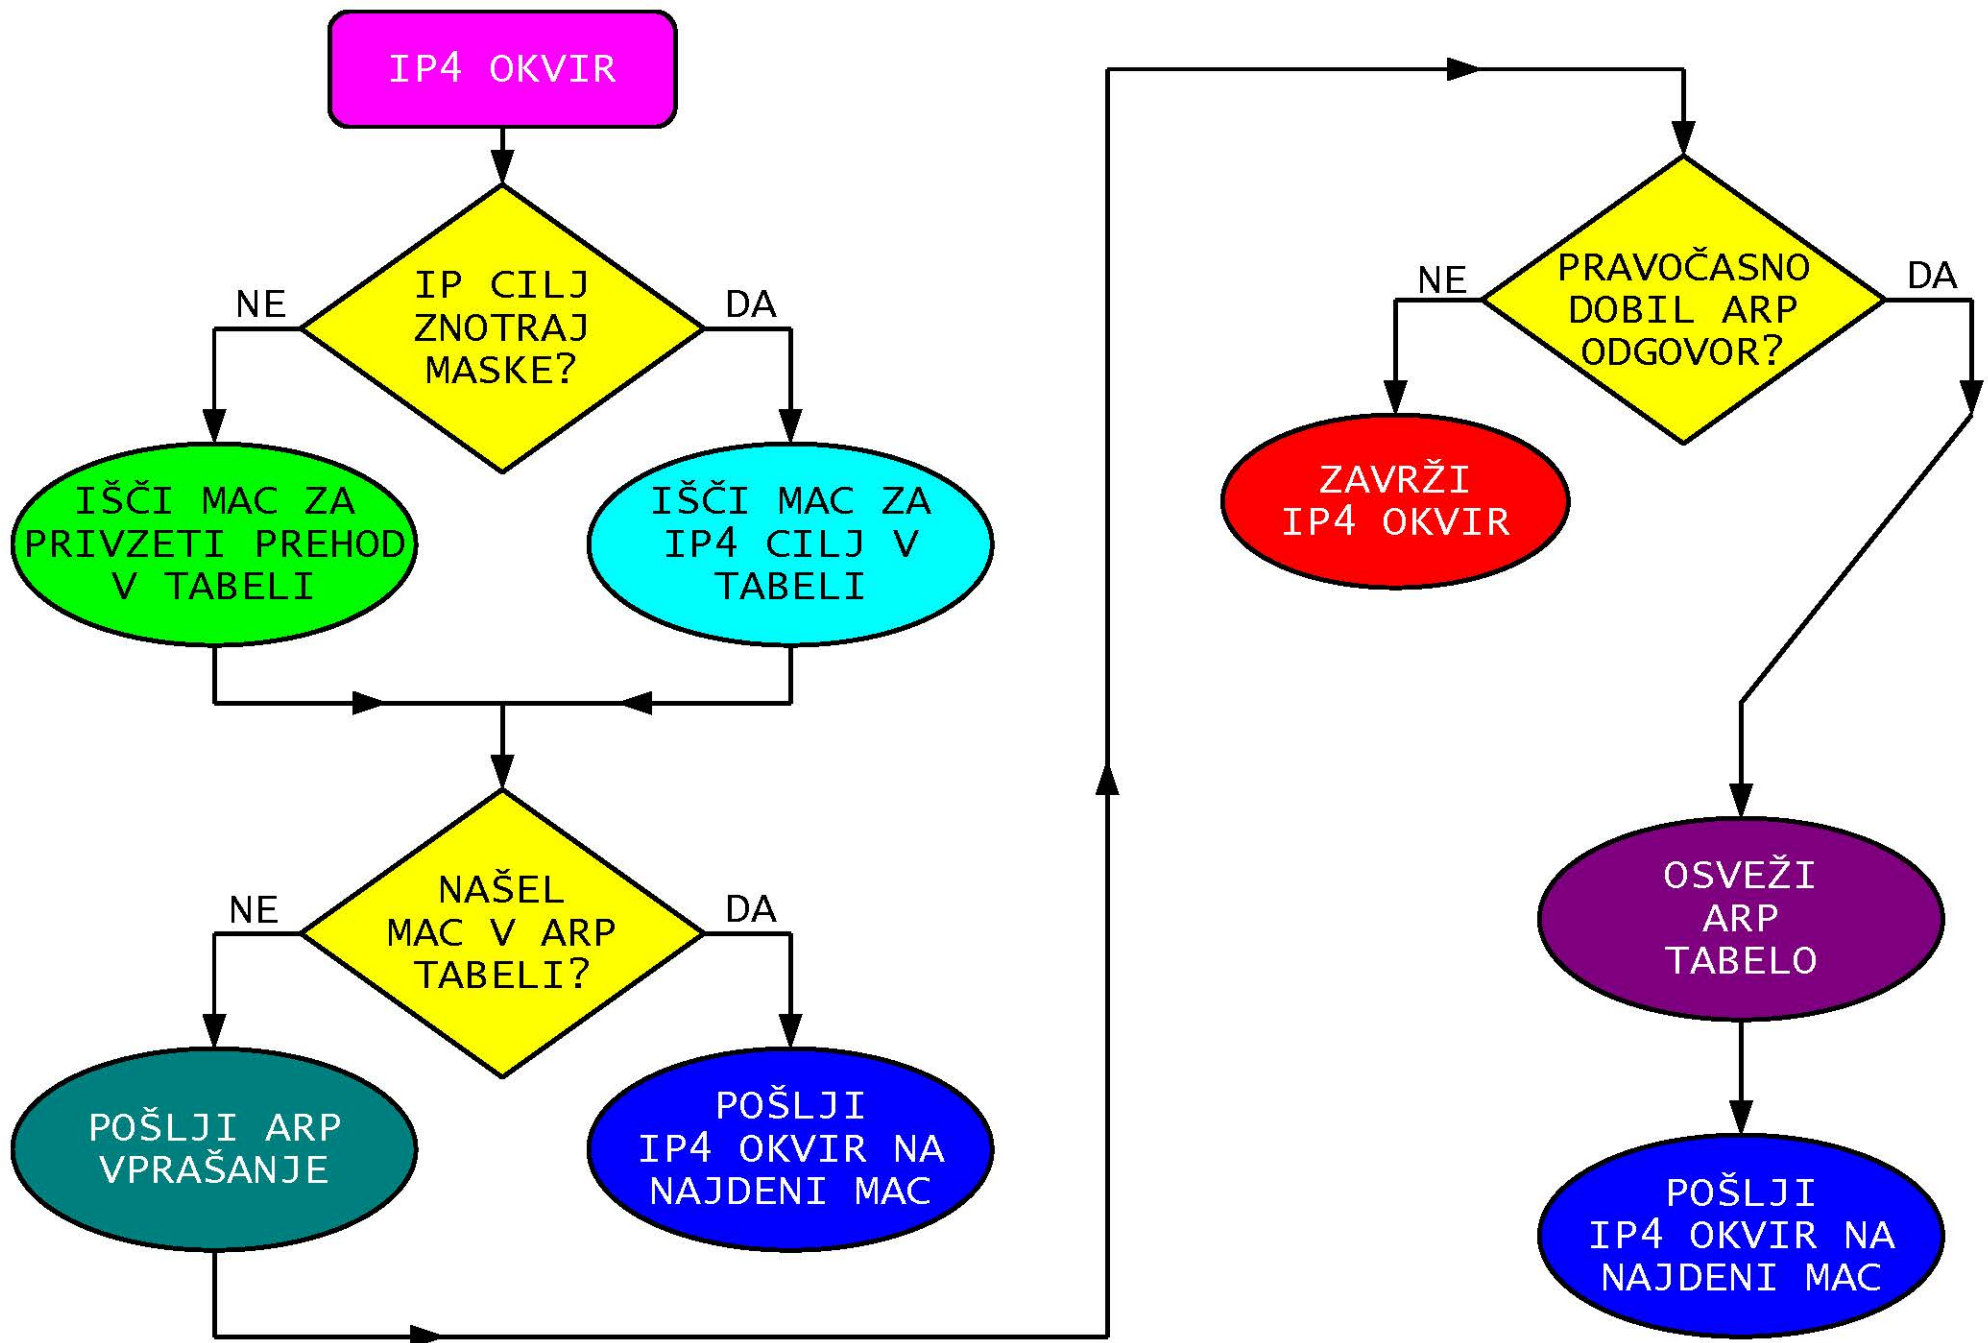 IP4 OKVIR
IP CILJ
ZNOTRAJ
MASKE?
NE
DA
IŠČI MAC ZA
PRIVZETI PREHOD
V TABELI
IŠČI MAC ZA
IP4 CILJ V
TABELI
NAŠEL
MAC V ARP
TABELI?
NE
DA
POŠLJI ARP
VPRAŠANJE
POŠLJI
IP4 OKVIR NA
NAJDENI MAC
PRAVOČASNO
DOBIL ARP
ODGOVOR?
NE
DA
ZAVRŽI
IP4 OKVIR
OSVEŽI
ARP
TABELO
POŠLJI
IP4 OKVIR NA
NAJDENI MAC